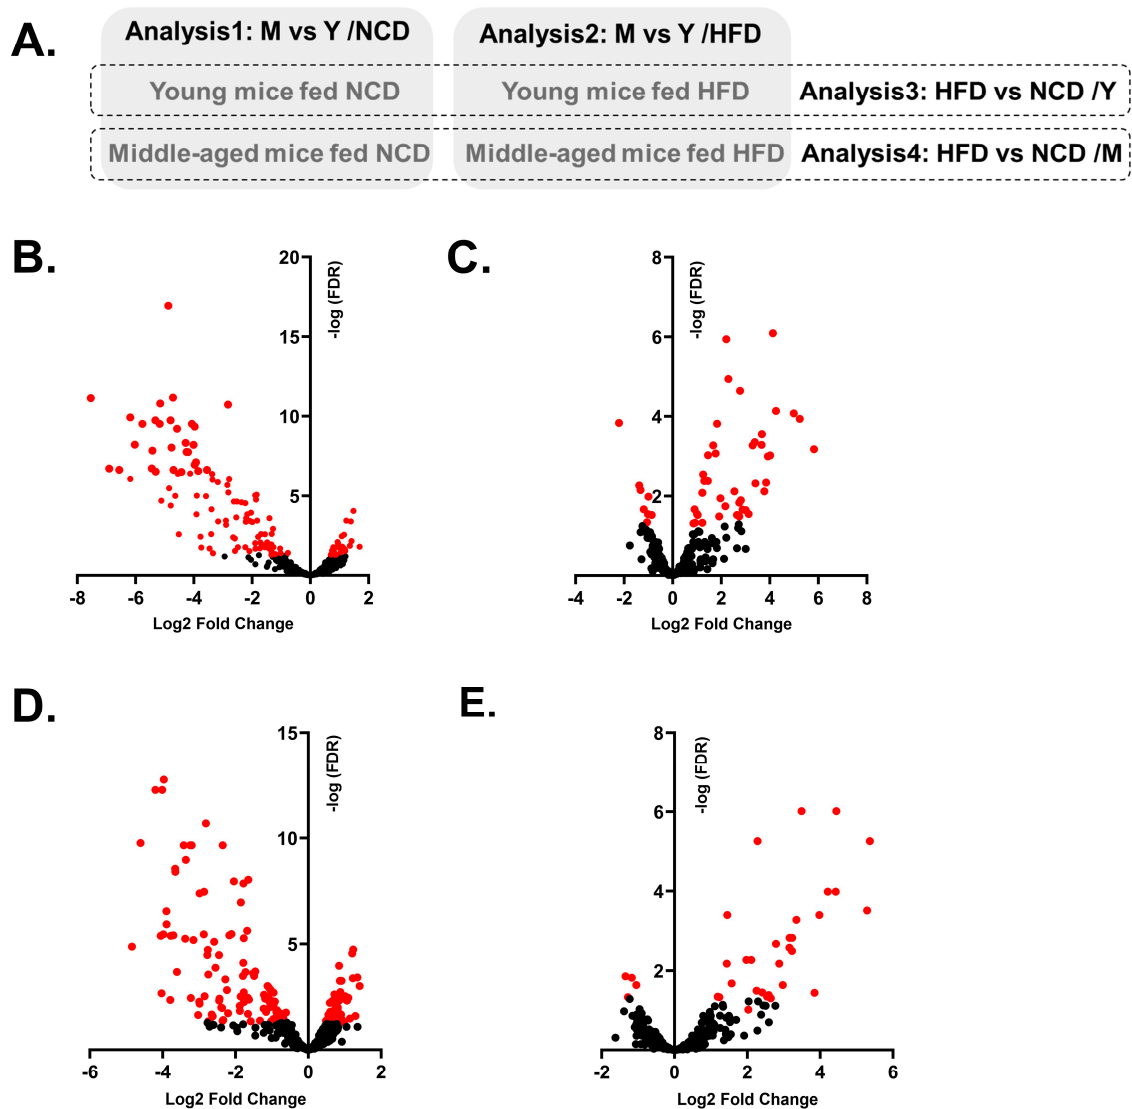 A.
Analysis1: M vs Y /NCD
Analysis2: M vs Y /HFD
Young mice fed NCD
Young mice fed HFD
Analysis3: HFD vs NCD /Y
Middle-aged mice fed NCD
Middle-aged mice fed HFD
Analysis4: HFD vs NCD /M
B.
20
15
10
5
-log (FDR)
-8 -6 -4 -2 0 2
Log2 Fold Change
C.
8
6
4
2
-log (FDR)
-4 -2 0 2 4 6 8
Log2 Fold Change
D.
15
10
5
-log (FDR)
-6 -4 -2 0 2
Log2 Fold Change
E.
8
6
4
2
-log (FDR)
-2 0 2 4 6
Log2 Fold Change